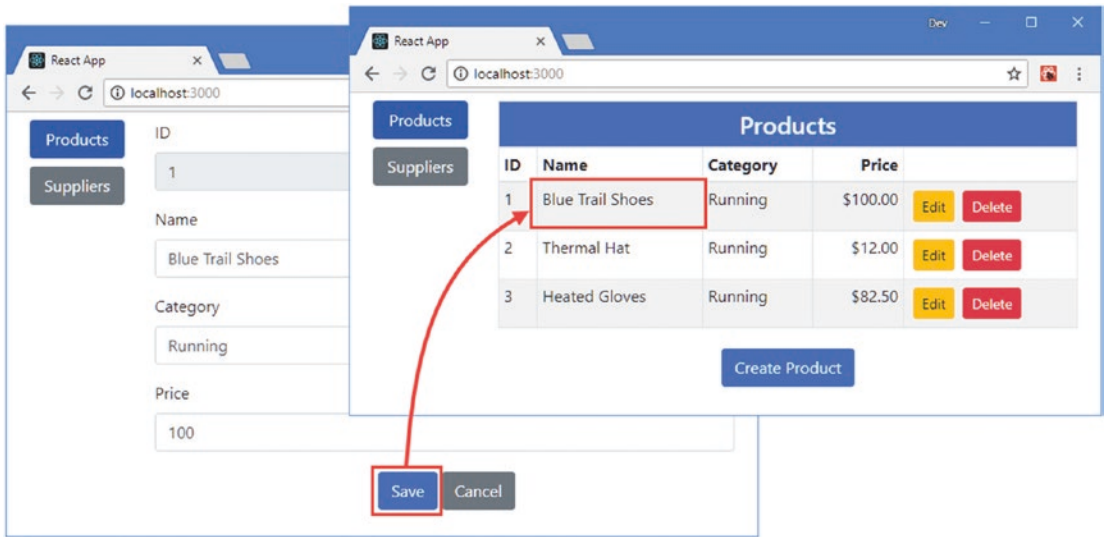 React App
localhost:3000
Products
Suppliers
ID
1
Name
Blue Trail Shoes
Category
Running
Price
100
Save Cancel
Dev
React App
localhost:3000
Products
Suppliers
Products
ID Name Category Price
1 Blue Trail Shoes Running $100.00 Edit Delete
2 Thermal Hat Running $12.00 Edit Delete
3 Heated Gloves Running $82.50 Edit Delete
Create Product